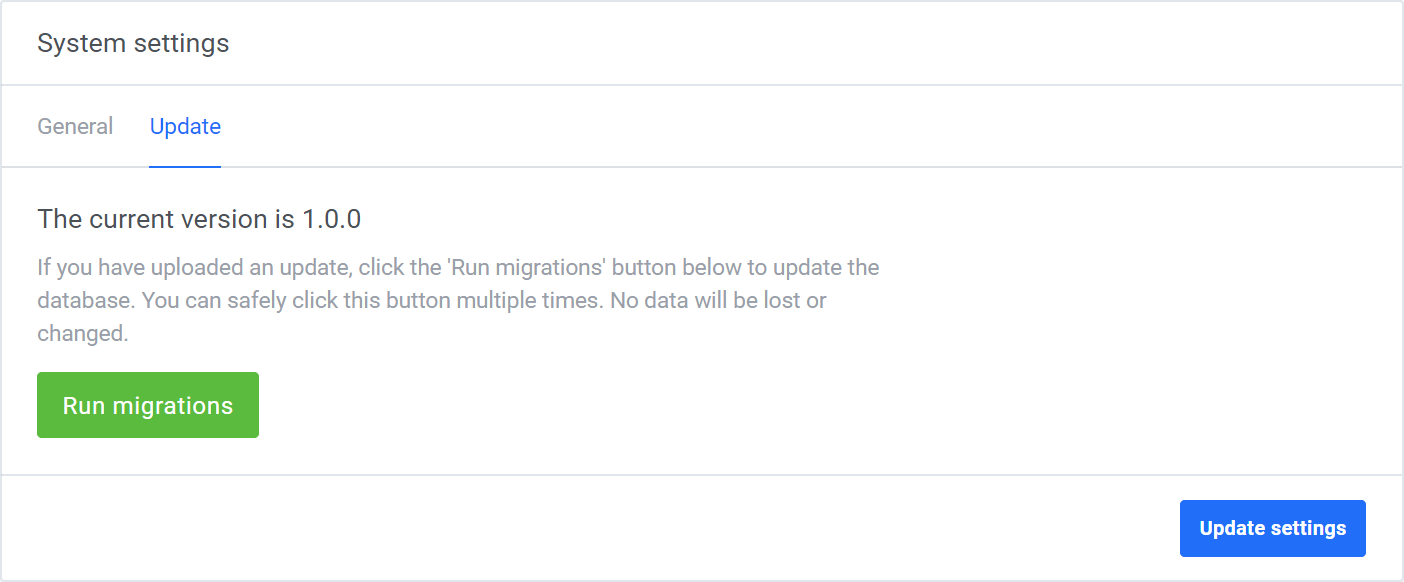 System settings
General Update
The current version is 1.0.0
If you have uploaded an update, click the 'Run migrations' button below to update the
database. You can safely click this button multiple times. No data will be lost or
changed.
Run migrations
Update settings